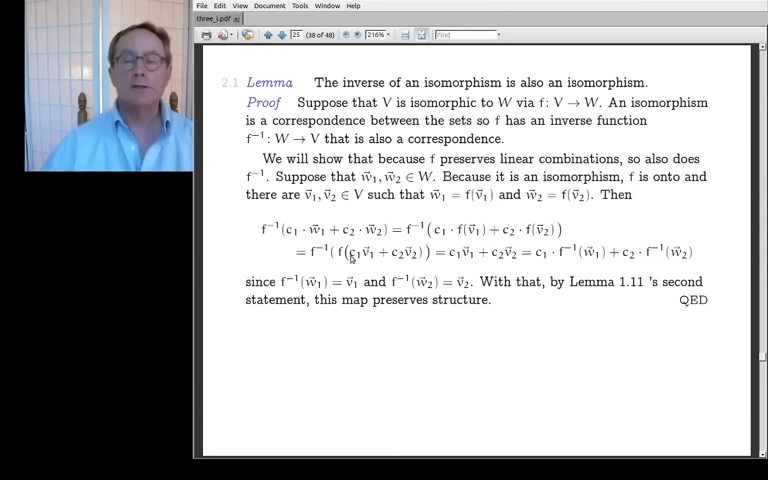 File Edit View Document Tools Window Help
three_i.pdf
25 (38 of 48) 216% Find
2.1 Lemma The inverse of an isomorphism is also an isomorphism.
Proof Suppose that V is isomorphic to W via f: V → W. An isomorphism
is a correspondence between the sets so f has an inverse function
f⁻¹: W → V that is also a correspondence.
We will show that because f preserves linear combinations, so also does
f⁻¹. Suppose that w⃗₁, w⃗₂ ∈ W. Because it is an isomorphism, f is onto and
there are v⃗₁, v⃗₂ ∈ V such that w⃗₁ = f(v⃗₁) and w⃗₂ = f(v⃗₂). Then
f⁻¹(c₁ · w⃗₁ + c₂ · w⃗₂) = f⁻¹(c₁ · f(v⃗₁) + c₂ · f(v⃗₂))
= f⁻¹( f(c₁v⃗₁ + c₂v⃗₂)) = c₁v⃗₁ + c₂v⃗₂ = c₁ · f⁻¹(w⃗₁) + c₂ · f⁻¹(w⃗₂)
since f⁻¹(w⃗₁) = v⃗₁ and f⁻¹(w⃗₂) = v⃗₂. With that, by Lemma 1.11 's second
statement, this map preserves structure. QED